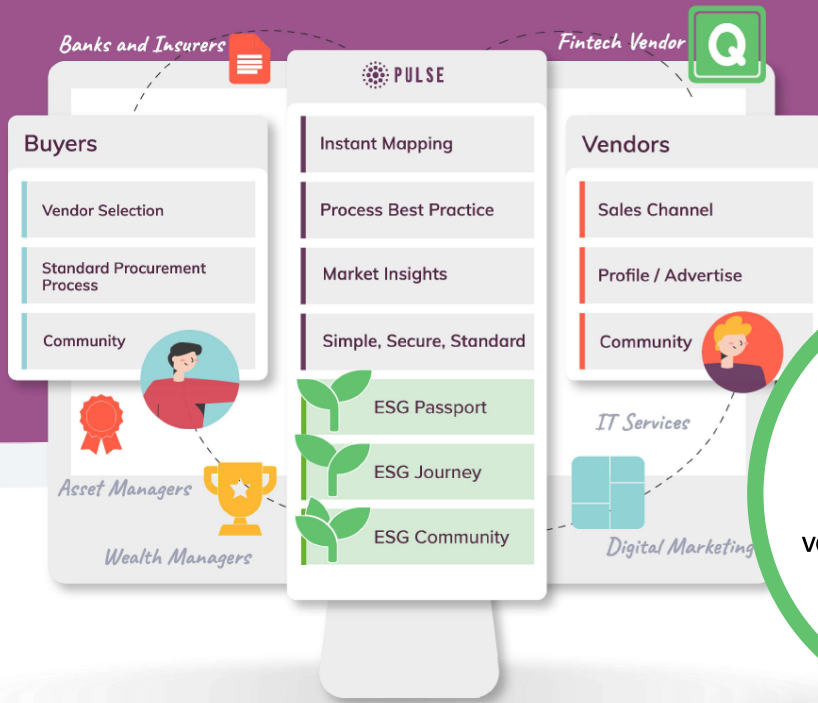 Banks and Insurers
Fintech Vendor
Q
PULSE
Buyers
Vendor Selection
Standard Procurement
Process
Community
Instant Mapping
Process Best Practice
Market Insights
Simple, Secure, Standard
ESG Passport
ESG Journey
ESG Community
Vendors
Sales Channel
Profile / Advertise
Community
IT Services
Asset Managers
Wealth Managers
Digital Marketing